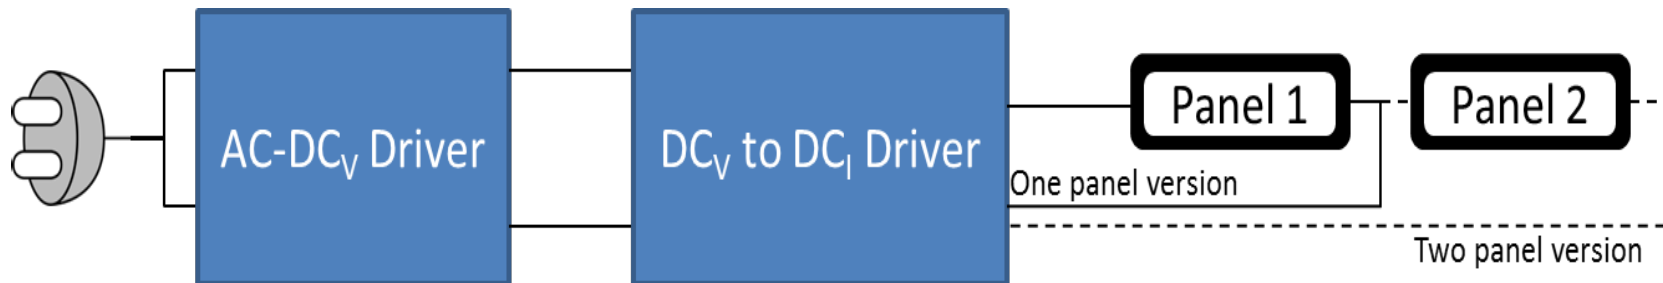 AC-DCV Driver
DCV to DCI Driver
Panel 1
Panel 2
One panel version
Two panel version